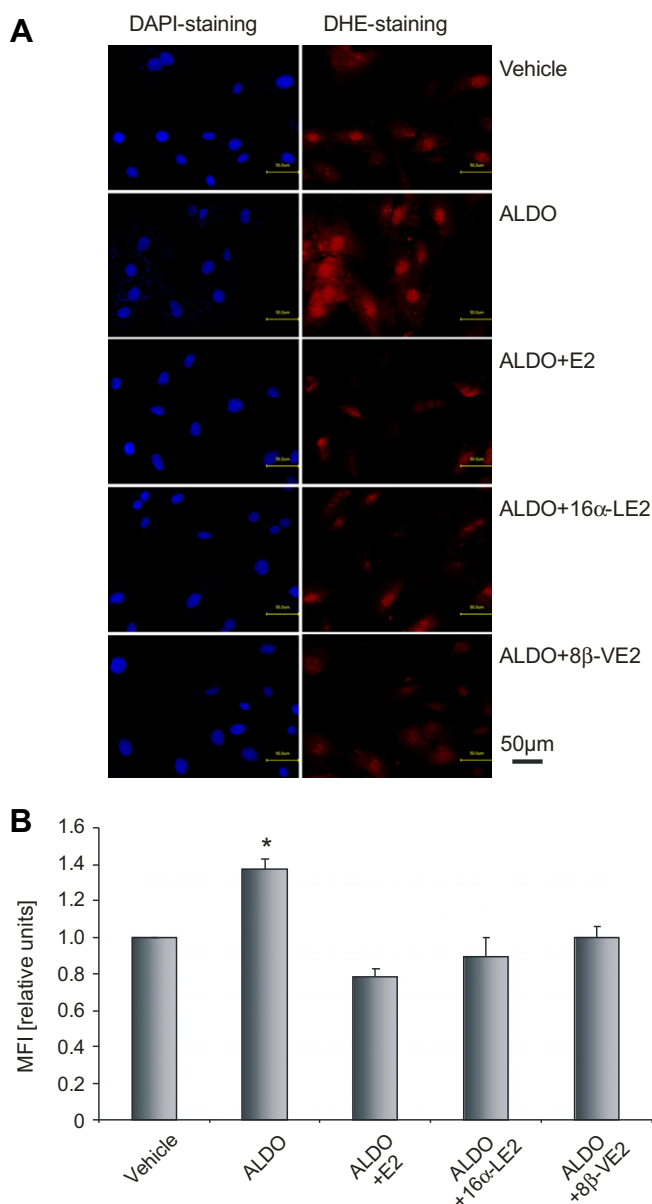 A
DAPI-staining DHE-staining
Vehicle
ALDO
ALDO+E2
ALDO+16α-LE2
ALDO+8β-VE2
50µm
B
MFI [relative units]
1.6
1.4
1.2
1.0
0.8
0.6
0.4
0.2
0
*
Vehicle
ALDO
ALDO
+E2
ALDO
+16α-LE2
ALDO
+8β-VE2